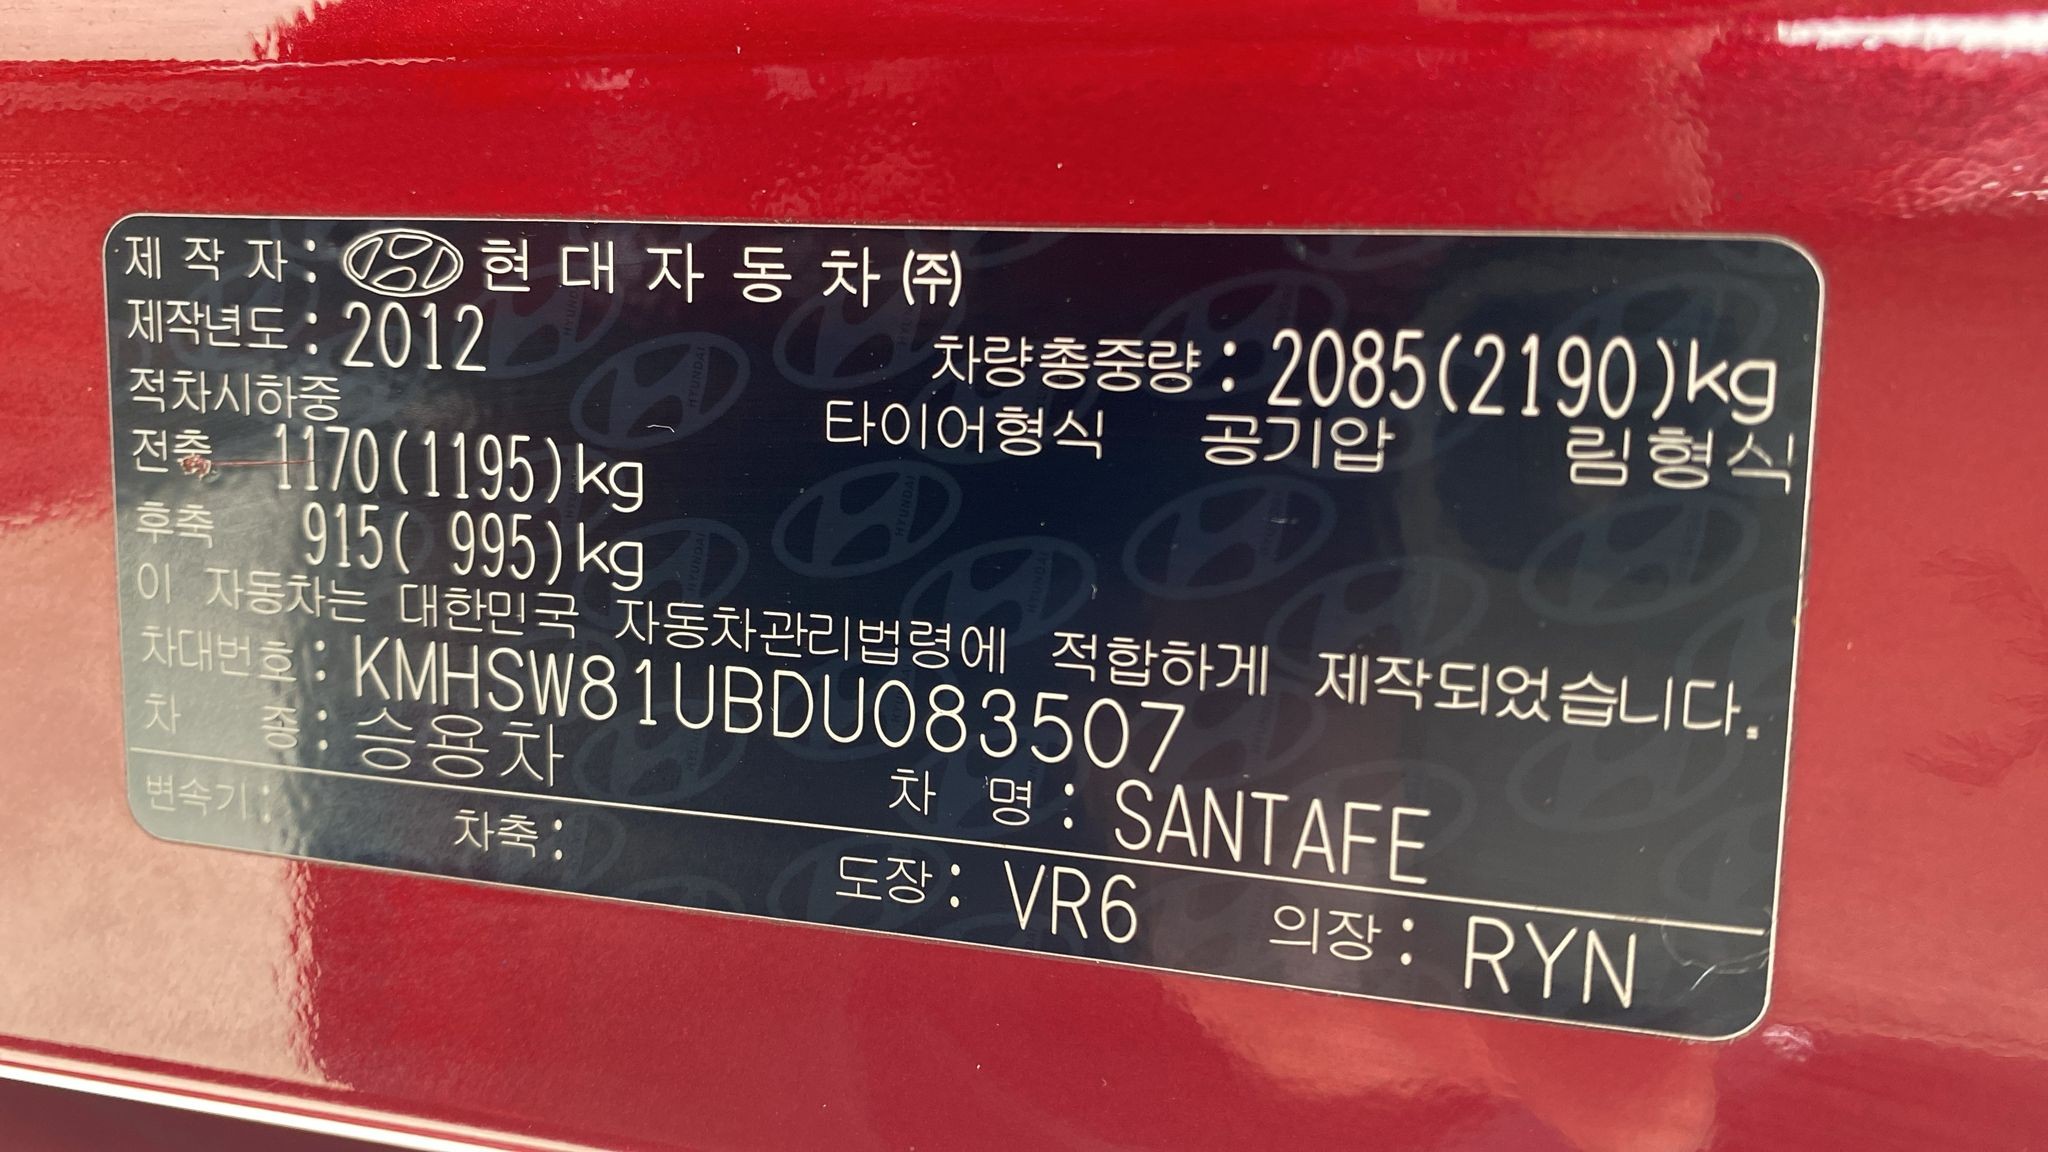 제 작 자 : 현 대 자 동 차 ㈜
제작년도 : 2012
차량총중량 : 2085(2190)kg
적차시하중
타이어형식 공기압 림형식
전축 1170(1195)kg
후축 915( 995)kg
이 자동차는 대한민국 자동차관리법령에 적합하게 제작되었습니다.
차대번호 : KMHSW81UBDU083507
차 종 : 승용차
차 명 : SANTAFE
변속기 : 차축 : 도장 : VR6 의장 : RYN